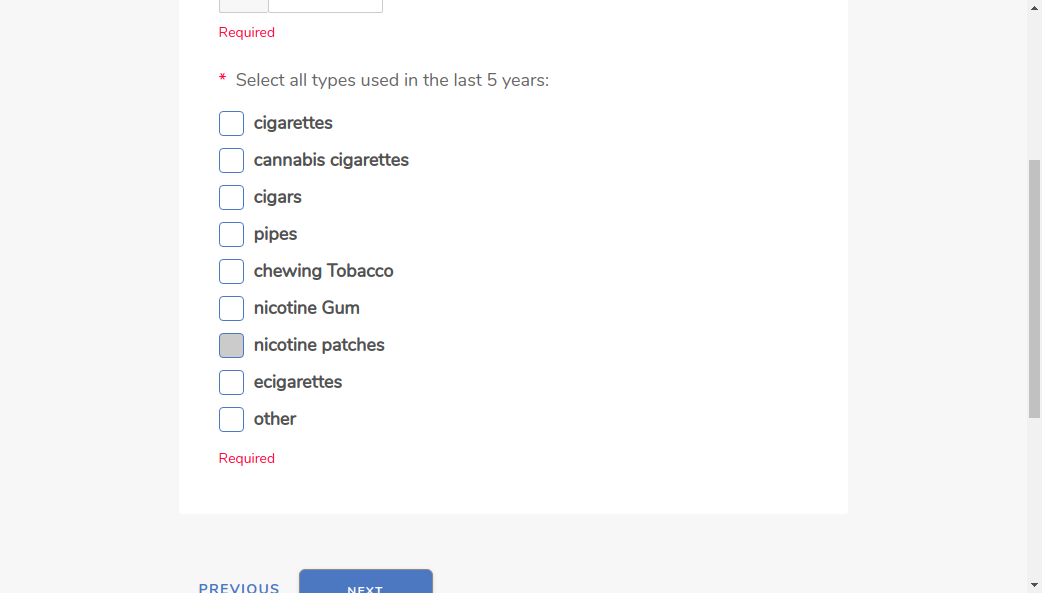 Required
* Select all types used in the last 5 years:
cigarettes
cannabis cigarettes
cigars
pipes
chewing Tobacco
nicotine Gum
nicotine patches
ecigarettes
other
Required
PREVIOUS NEXT